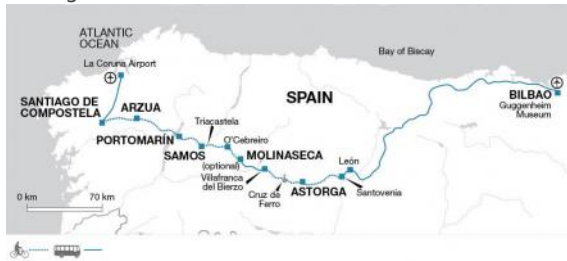 ATLANTIC
OCEAN
La Coruna Airport
Bay of Biscay
SANTIAGO DE
COMPOSTELA
ARZUA
SPAIN
BILBAO
Guggenheim
Museum
Triacastela
PORTOMARÍN
O'Cebreiro
SAMOS
MOLINASECA
(optional)
Villafranca
del Bierzo
León
Cruz de
Ferro
ASTORGA
Santovenia
0 km
70 km